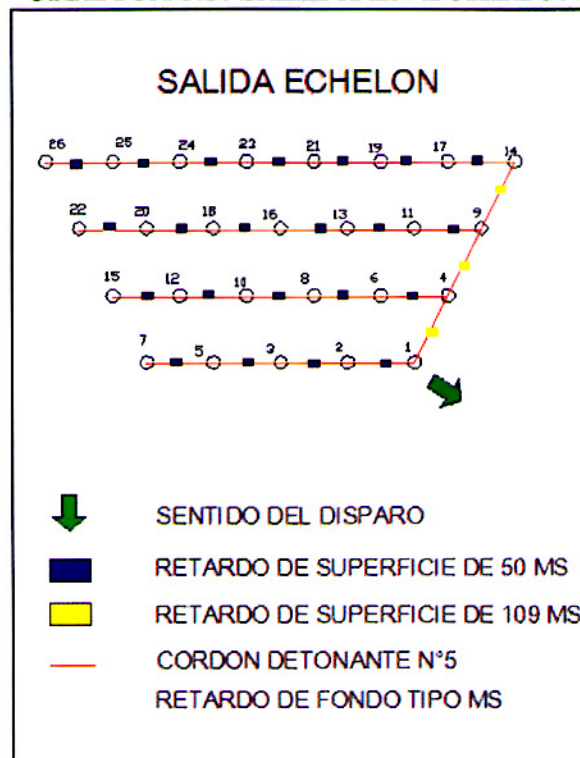 SALIDA ECHELON
26 25 24 23 21 19 17 14
22 20 18 16 13 11 9
15 12 10 8 6 4
7 5 3 2 1
SENTIDO DEL DISPARO
RETARDO DE SUPERFICIE DE 50 MS
RETARDO DE SUPERFICIE DE 109 MS
CORDON DETONANTE N°5
RETARDO DE FONDO TIPO MS